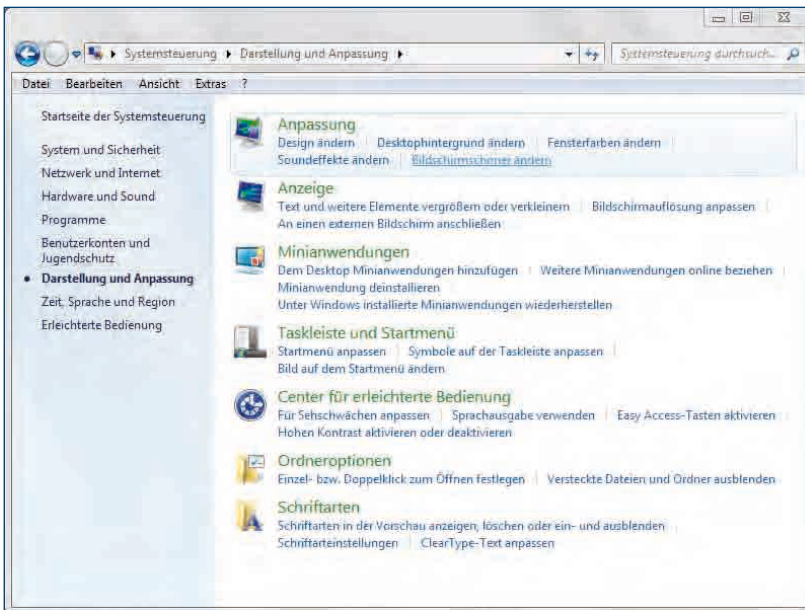 Systemsteuerung Darstellung und Anpassung Systemsteuerung durchsuch...
Datei Bearbeiten Ansicht Extras ?
Startseite der Systemsteuerung
System und Sicherheit
Netzwerk und Internet
Hardware und Sound
Programme
Benutzerkonten und
Jugendschutz
Darstellung und Anpassung
Zeit, Sprache und Region
Erleichterte Bedienung
Anpassung
Design ändern Desktophintergrund ändern Fensterfarben ändern
Soundeffekte ändern Bildschirmschoner ändern
Anzeige
Text und weitere Elemente vergrößern oder verkleinern Bildschirmauflösung anpassen
An einen externen Bildschirm anschließen
Minianwendungen
Dem Desktop Minianwendungen hinzufügen Weitere Minianwendungen online beziehen
Minianwendung deinstallieren
Unter Windows installierte Minianwendungen wiederherstellen
Taskleiste und Startmenü
Startmenü anpassen Symbole auf der Taskleiste anpassen
Bild auf dem Startmenü ändern
Center für erleichterte Bedienung
Für Sehschwächen anpassen Sprachausgabe verwenden Easy Access-Tasten aktivieren
Hohen Kontrast aktivieren oder deaktivieren
Ordneroptionen
Einzel- bzw. Doppelklick zum Öffnen festlegen Versteckte Dateien und Ordner ausblenden
Schriftarten
Schriftarten in der Vorschau anzeigen, löschen oder ein- und ausblenden
Schriftarteinstellungen ClearType-Text anpassen